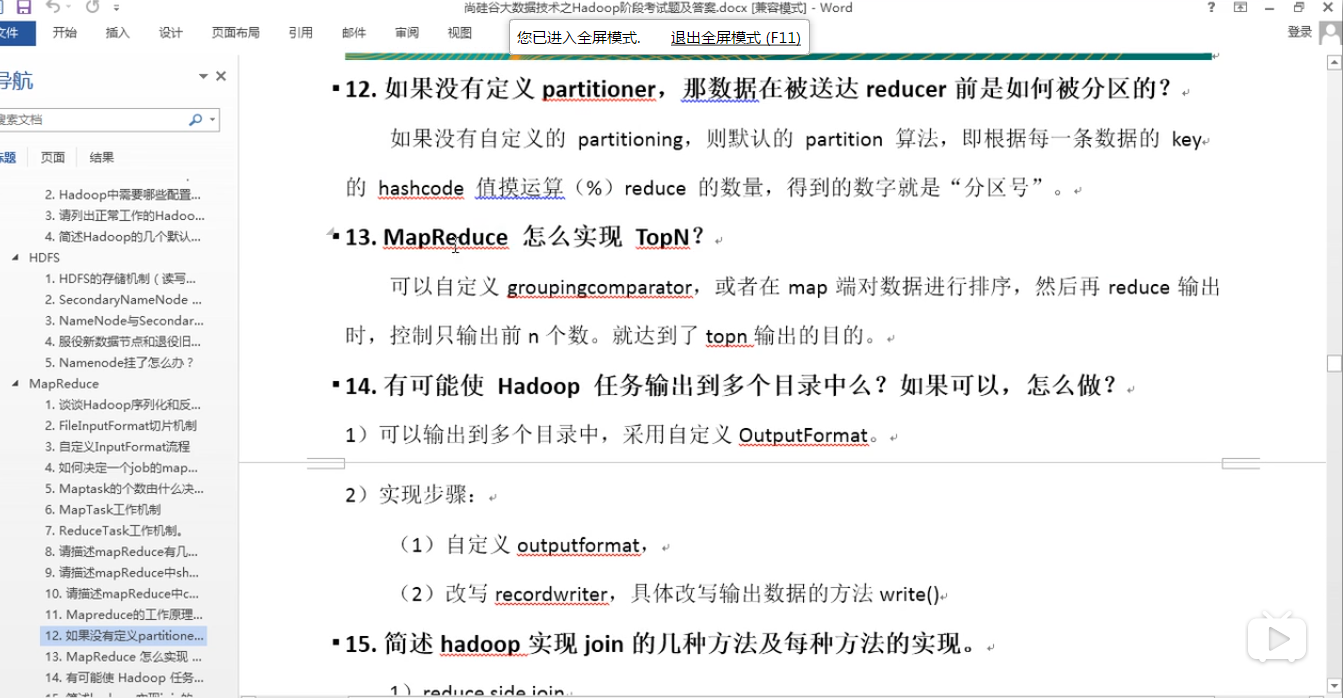 尚硅谷大数据技术之Hadoop阶段考试题及答案.docx [兼容模式] - Word
文件 开始 插入 设计 页面布局 引用 邮件 审阅 视图 登录
您已进入全屏模式. 退出全屏模式 (F11)
导航
搜索文档
标题 页面 结果
2. Hadoop中需要哪些配置...
3. 请列出正常工作的Hadoo...
4. 简述Hadoop的几个默认...
HDFS
1. HDFS的存储机制（读写...
2. SecondaryNameNode ...
3. NameNode与Secondar...
4. 服役新数据节点和退役旧...
5. Namenode挂了怎么办？
MapReduce
1. 谈谈Hadoop序列化和反...
2. FileInputFormat切片机制
3. 自定义InputFormat流程
4. 如何决定一个job的map...
5. Maptask的个数由什么决...
6. MapTask工作机制
7. ReduceTask工作机制。
8. 请描述mapReduce有几...
9. 请描述mapReduce中sh...
10. 请描述mapReduce中c...
11. Mapreduce的工作原理...
12. 如果没有定义partitione...
13. MapReduce 怎么实现 ...
14. 有可能使 Hadoop 任务...
15. 简述hadoop实现join的...
12. 如果没有定义 partitioner，那数据在被送达 reducer 前是如何被分区的？
如果没有自定义的 partitioning，则默认的 partition 算法，即根据每一条数据的 key
的 hashcode 值摸运算（%）reduce 的数量，得到的数字就是“分区号”。
13. MapReduce 怎么实现 TopN？
可以自定义 groupingcomparator，或者在 map 端对数据进行排序，然后再 reduce 输出
时，控制只输出前 n 个数。就达到了 topn 输出的目的。
14. 有可能使 Hadoop 任务输出到多个目录中么？如果可以，怎么做？
1）可以输出到多个目录中，采用自定义 OutputFormat。
2）实现步骤：
（1）自定义 outputformat，
（2）改写 recordwriter，具体改写输出数据的方法 write()
15. 简述 hadoop 实现 join 的几种方法及每种方法的实现。
1）reduce side join